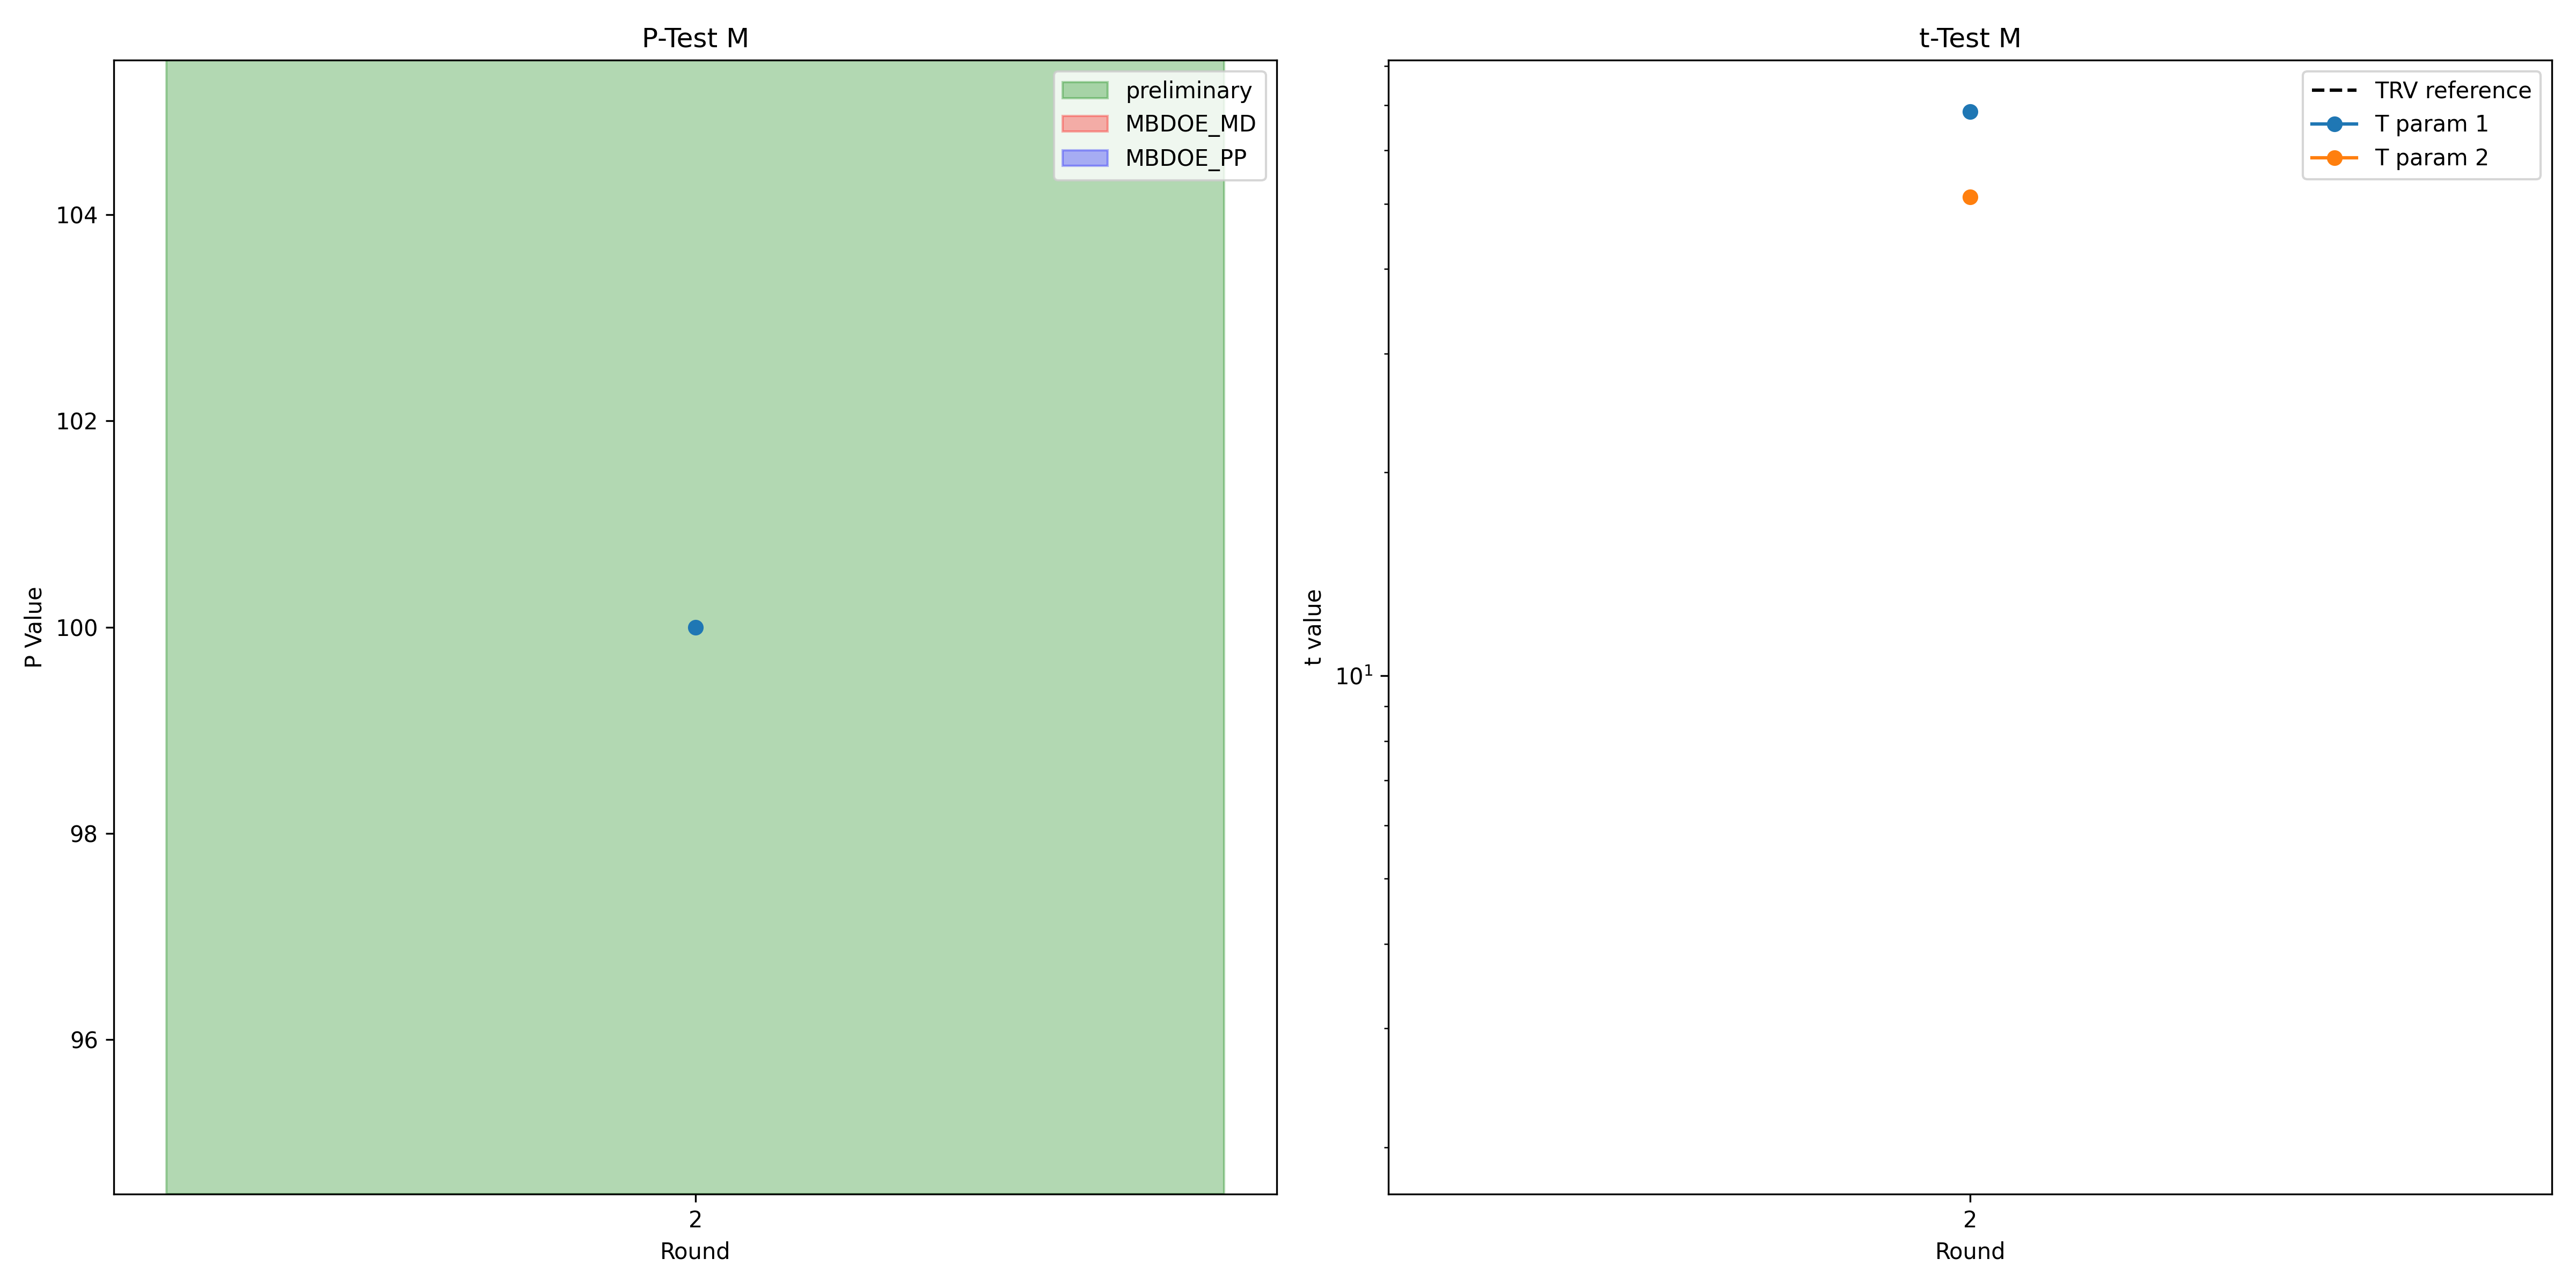 P-Test M
P Value
104
102
100
98
96
preliminary
MBDOE_MD
MBDOE_PP
2
Round
t-Test M
t value
10¹
TRV reference
T param 1
T param 2
2
Round